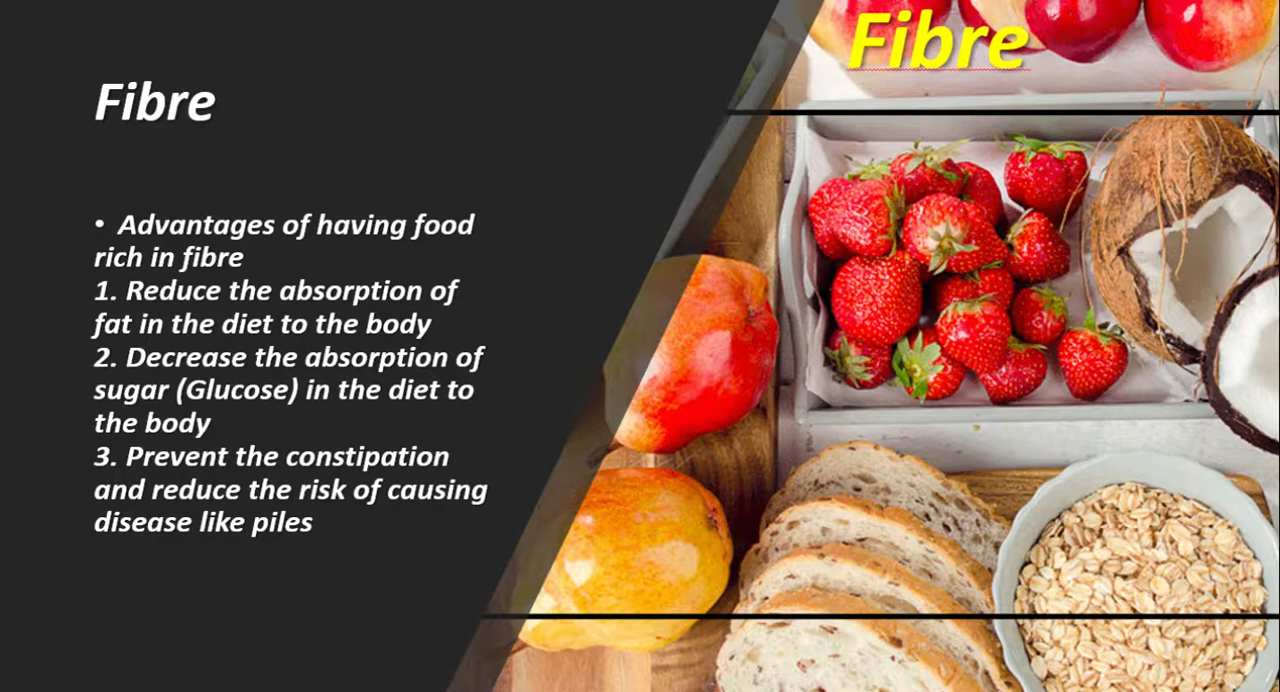 Fibre
Fibre
• Advantages of having food
rich in fibre
1. Reduce the absorption of
fat in the diet to the body
2. Decrease the absorption of
sugar (Glucose) in the diet to
the body
3. Prevent the constipation
and reduce the risk of causing
disease like piles